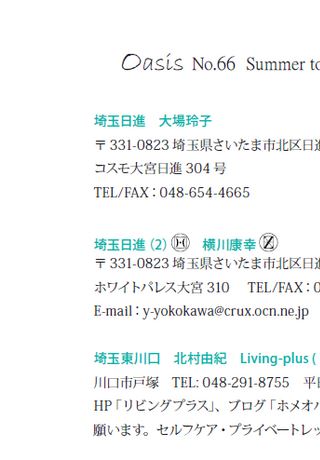 Oasis No.66 Summer to
埼玉日進 大場玲子
〒331-0823 埼玉県さいたま市北区日進
コスモ大宮日進 304 号
TEL/FAX : 048-654-4665
埼玉日進（2） H 横川康幸 Z
〒331-0823 埼玉県さいたま市北区日進
ホワイトパレス大宮 310 TEL/FAX : 0
E-mail : y-yokokawa@crux.ocn.ne.jp
埼玉東川口 北村由紀 Living-plus (
川口市戸塚 TEL: 048-291-8755 平日
HP「リビングプラス」、ブログ「ホメオパ
願います。セルフケア・プライベートレッ